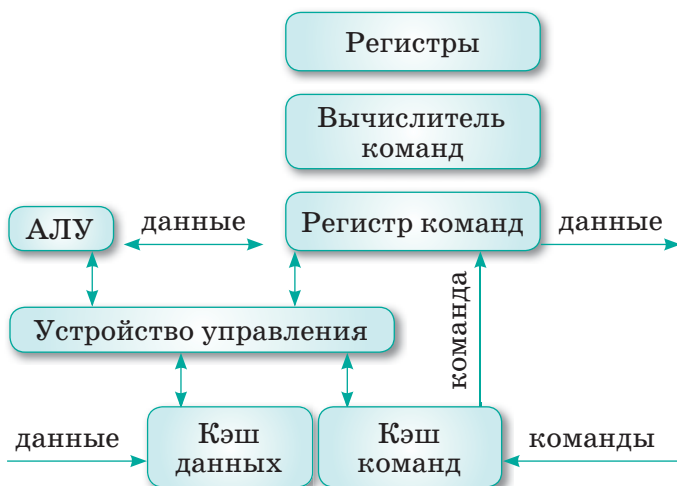 Регистры
Вычислитель
команд
АЛУ
данные
Регистр команд
данные
команда
Устройство управления
данные
Кэш
данных
Кэш
команд
команды